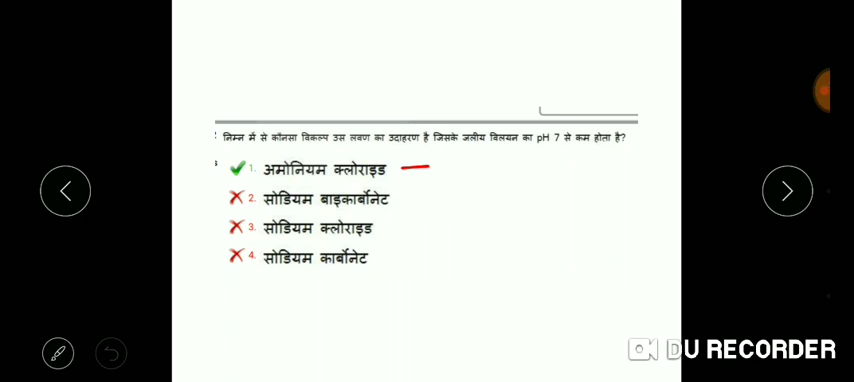 निम्न में से कौनसा विकल्प उस लवण का उदाहरण है जिसके जलीय विलयन का pH 7 से कम होता है?
1. अमोनियम क्लोराइड
2. सोडियम बाइकार्बोनेट
3. सोडियम क्लोराइड
4. सोडियम कार्बोनेट
DU RECORDER